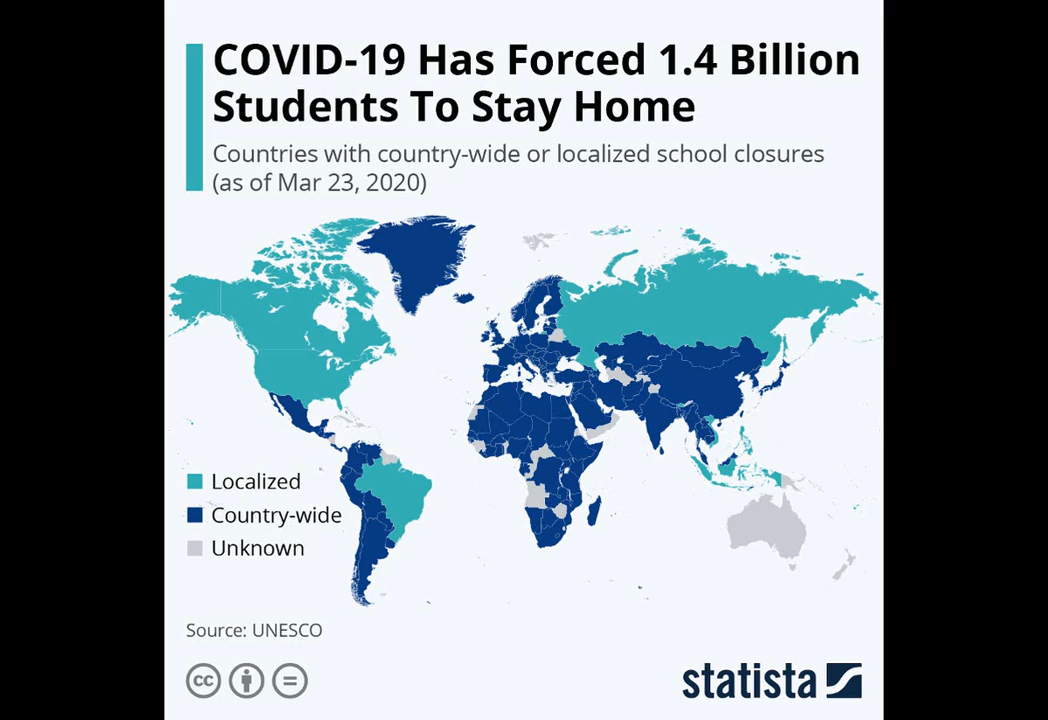 COVID-19 Has Forced 1.4 Billion
Students To Stay Home
Countries with country-wide or localized school closures
(as of Mar 23, 2020)
Localized
Country-wide
Unknown
Source: UNESCO
cc
=
statista